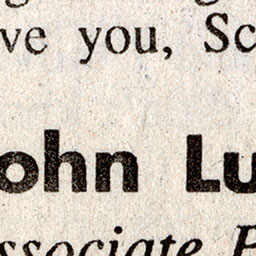 ve you, Sc
ohn Lu
ssociate E